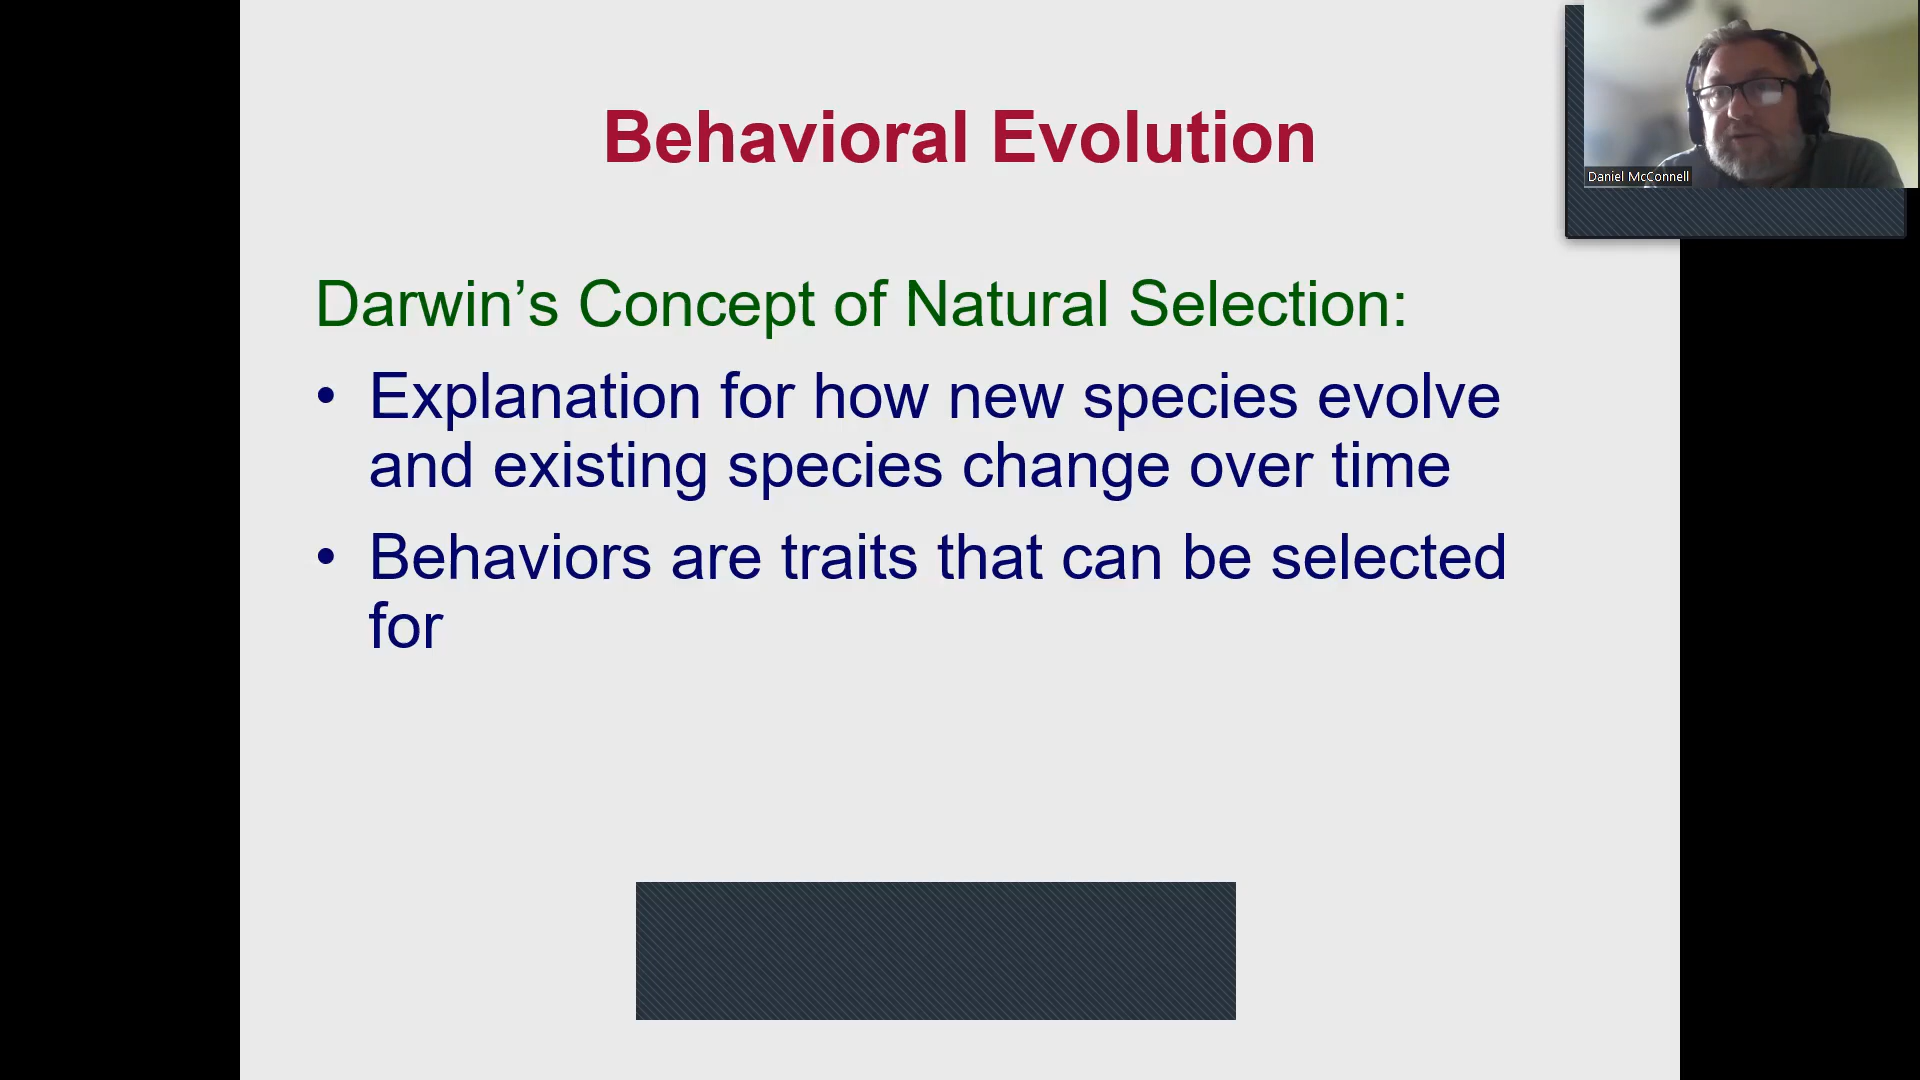 Behavioral Evolution
Daniel McConnell
Darwin’s Concept of Natural Selection:
• Explanation for how new species evolve
and existing species change over time
• Behaviors are traits that can be selected
for